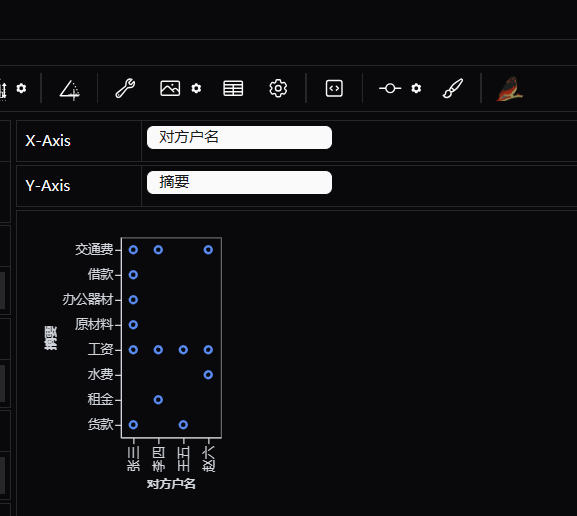 X-Axis
对方户名
Y-Axis
摘要
交通费
借款
办公器材
原材料
工资
水费
租金
货款
摘要
张三
李四
王五
赵六
对方户名